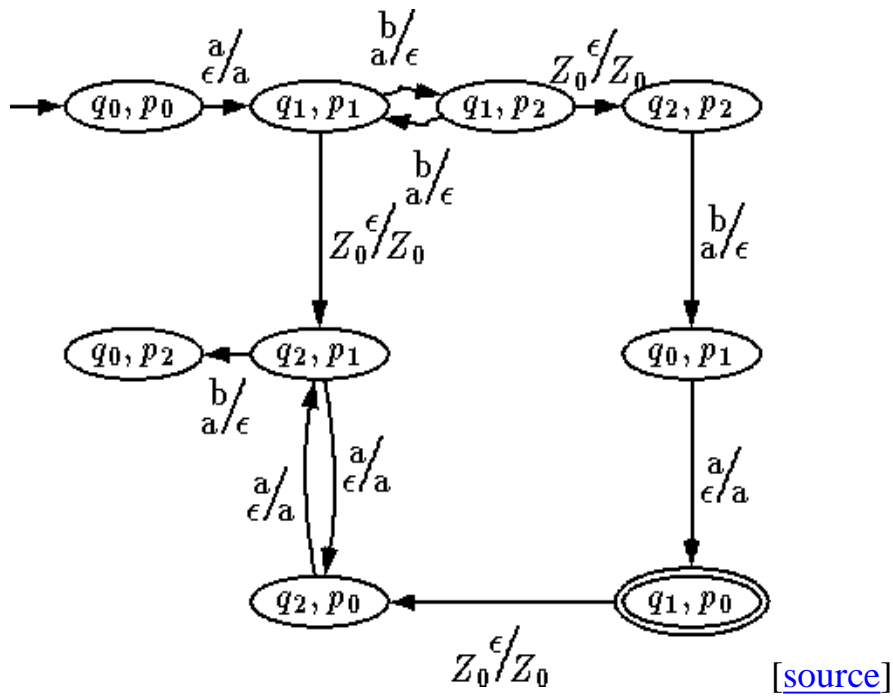 a
ϵ/a
b
a/ϵ
ϵ
Z₀/Z₀
q₀, p₀
q₁, p₁
q₁, p₂
q₂, p₂
b
a/ϵ
ϵ
Z₀/Z₀
b
a/ϵ
q₀, p₂
q₂, p₁
q₀, p₁
b
a/ϵ
a
ϵ/a
a
ϵ/a
a
ϵ/a
q₂, p₀
q₁, p₀
ϵ
Z₀/Z₀
[source]